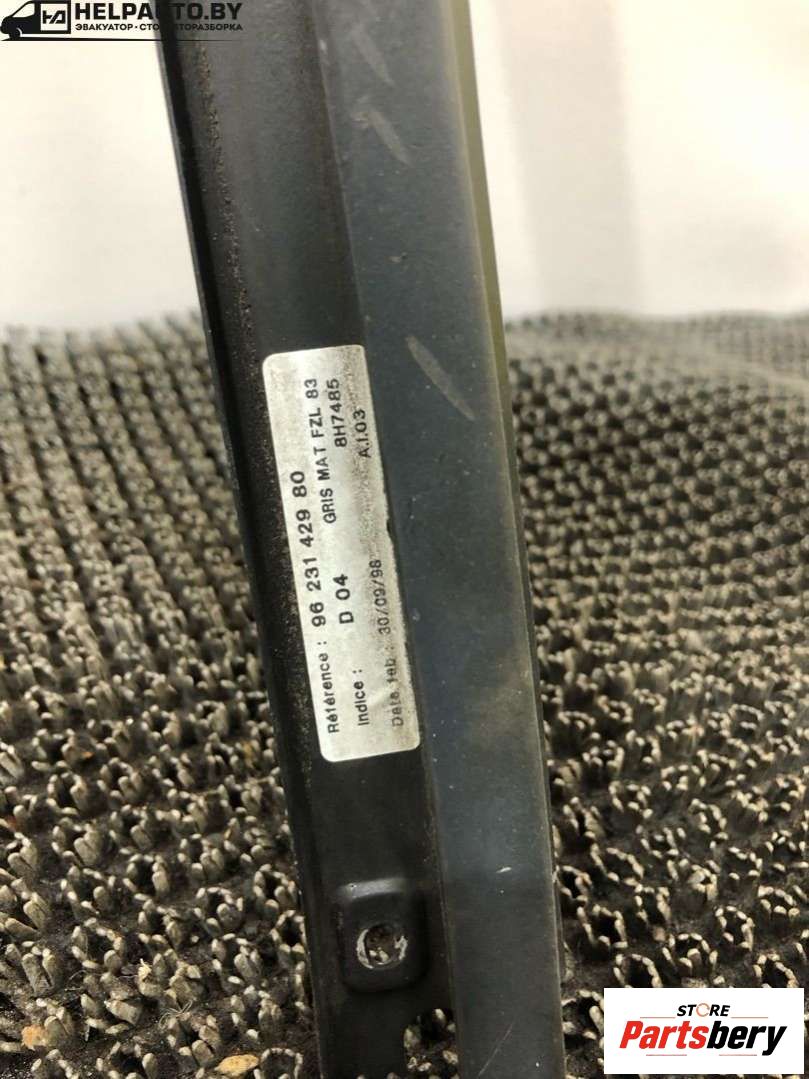 HELPAUTO.BY
ЭВАКУАТОР•СТО•АВТОРАЗБОРКА
Référence : 96 231 429 80
GRIS MAT FZL 83
Indice : D 04
8H7485
Date fab : 30/09/98
A.I.03
STORE
Partsbery